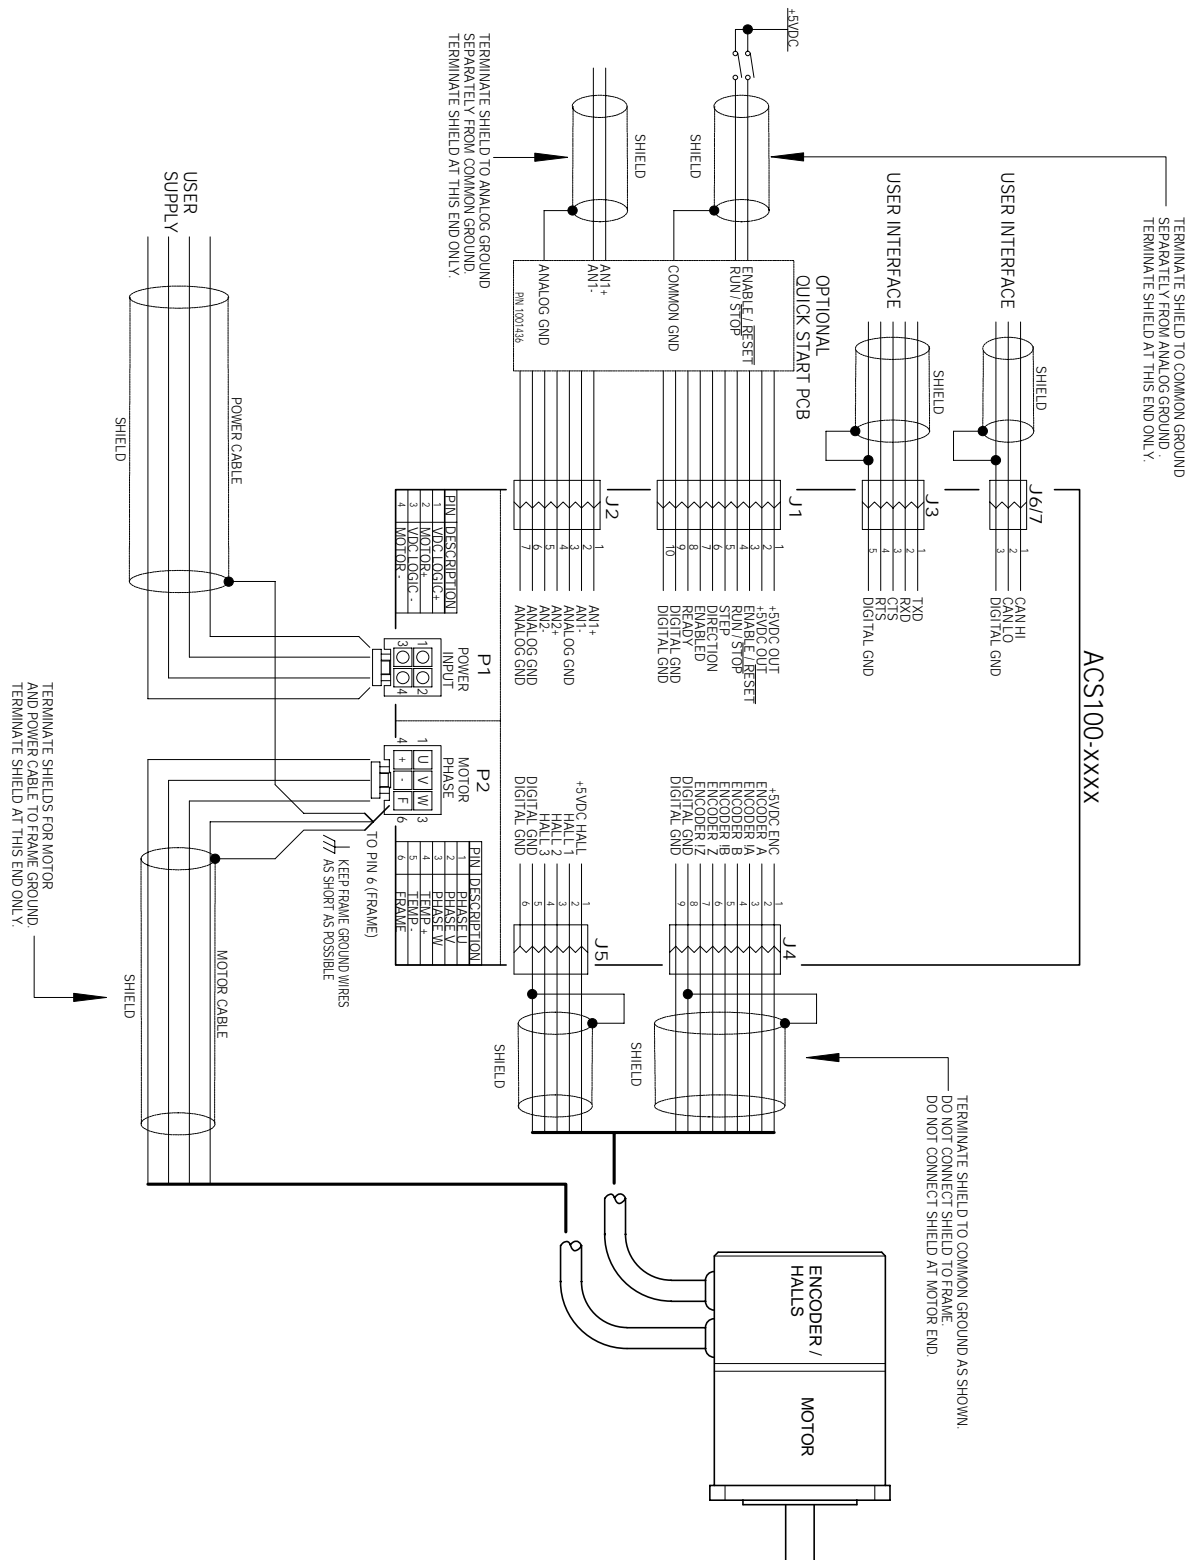 TERMINATE SHIELD TO COMMON GROUND
SEPARATELY FROM ANALOG GROUND .
TERMINATE SHIELD AT THIS END ONLY.
+5VDC
SHIELD
SHIELD
TERMINATE SHIELD TO ANALOG GROUND
SEPARATELY FROM COMMON GROUND.
TERMINATE SHIELD AT THIS END ONLY.
USER INTERFACE
SHIELD
USER INTERFACE
SHIELD
OPTIONAL
QUICK START PCB
ENABLE / RESET
RUN / STOP
COMMON GND
AN1+
AN1-
ANALOG GND
P\N 1001436
USER
SUPPLY
POWER CABLE
SHIELD
ACS100-XXXX
J6/7
1 CAN HI
2 CAN LO
3 DIGITAL GND
J3
1 TXD
2 RXD
3 CTS
4 RTS
5 DIGITAL GND
J1
1 +5VDC OUT
2 +5VDC OUT
3 ENABLE / RESET
4 RUN / STOP
5 STEP
6 DIRECTION
7 ENABLED
8 READY
9 DIGITAL GND
10 DIGITAL GND
J2
1 AN1+
2 AN1-
3 ANALOG GND
4 AN2+
5 AN2-
6 ANALOG GND
7 ANALOG GND
PIN DESCRIPTION
1 VDC LOGIC +
2 MOTOR+
3 VDC LOGIC -
4 MOTOR -
P1
POWER
INPUT
1 2
3 4
P2
MOTOR
PHASE
1 3
U V W
+ - F
4 6
PIN DESCRIPTION
1 PHASE U
2 PHASE V
3 PHASE W
4 TEMP +
5 TEMP -
6 FRAME
TO PIN 6 (FRAME)
KEEP FRAME GROUND WIRES
AS SHORT AS POSSIBLE
J4
+5VDC ENC 1
ENCODER A 2
ENCODER !A 3
ENCODER B 4
ENCODER !B 5
ENCODER Z 6
ENCODER !Z 7
DIGITAL GND 8
DIGITAL GND 9
J5
+5VDC HALL 1
HALL 1 2
HALL 2 3
HALL 3 4
DIGITAL GND 5
DIGITAL GND 6
SHIELD
SHIELD
TERMINATE SHIELD TO COMMON GROUND AS SHOWN.
DO NOT CONNECT SHIELD TO FRAME.
DO NOT CONNECT SHIELD AT MOTOR END.
TERMINATE SHIELDS FOR MOTOR
AND POWER CABLE TO FRAME GROUND.
TERMINATE SHIELD AT THIS END ONLY.
MOTOR CABLE
SHIELD
ENCODER /
HALLS
MOTOR